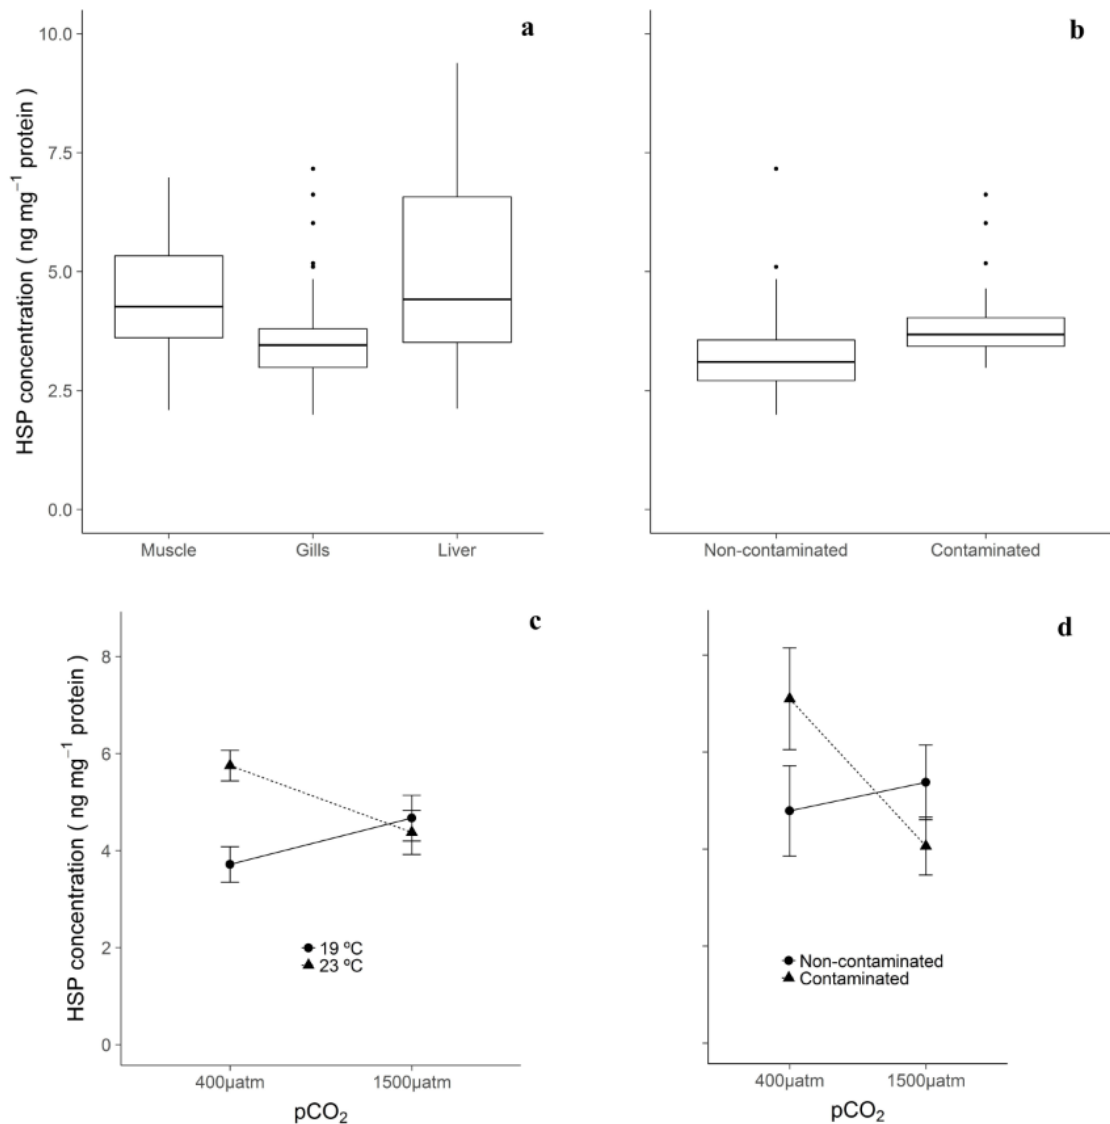 a
b
HSP concentration ( ng mg⁻¹ protein )
10.0
7.5
5.0
2.5
0.0
Muscle Gills Liver
Non-contaminated Contaminated
c
d
HSP concentration ( ng mg⁻¹ protein )
8
6
4
2
0
19 ºC
23 ºC
Non-contaminated
Contaminated
400µatm 1500µatm
400µatm 1500µatm
pCO₂
pCO₂